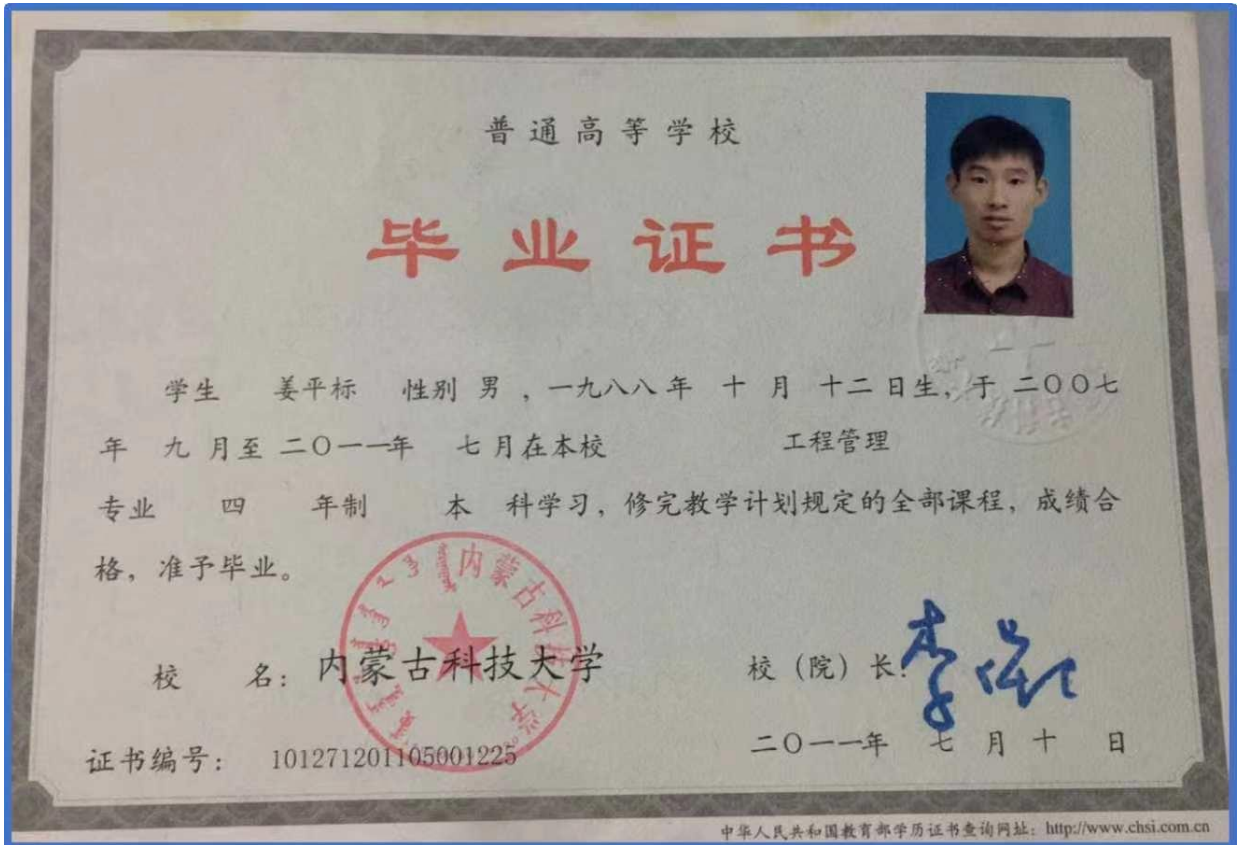 普通高等学校
毕业证书
学生 姜平标 性别 男 ，一九八八年 十 月 十二 日生，于 二〇〇七
年 九 月至 二〇一一年 七 月在本校 工程管理
专业 四 年制 本 科学习，修完教学计划规定的全部课程，成绩合
格，准予毕业。
内蒙古科技大学
校 名：内蒙古科技大学 校（院）长：
证书编号： 101271201105001225 二〇一一年 七 月 十 日
中华人民共和国教育部学历证书查询网址：http://www.chsi.com.cn